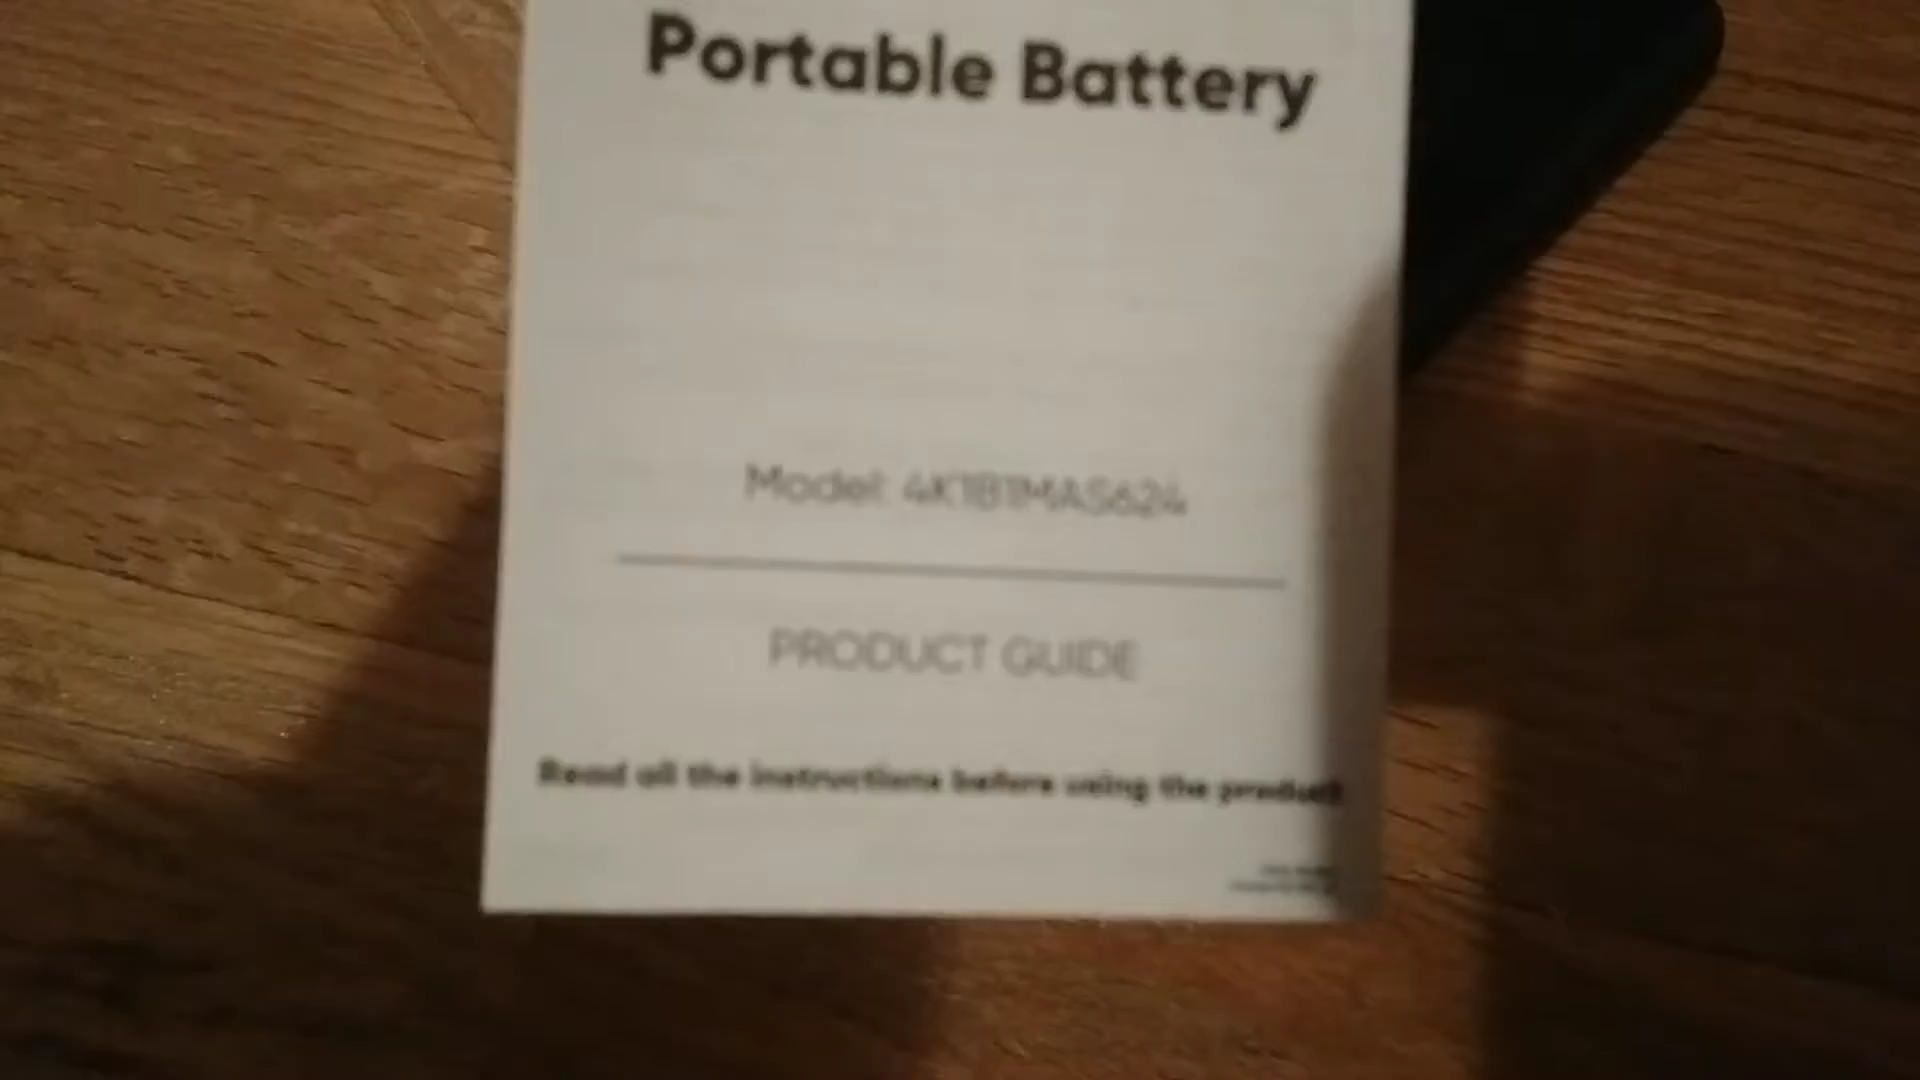 Portable Battery
Model: 4K1B1MAS624
PRODUCT GUIDE
Read all the instructions before using the product